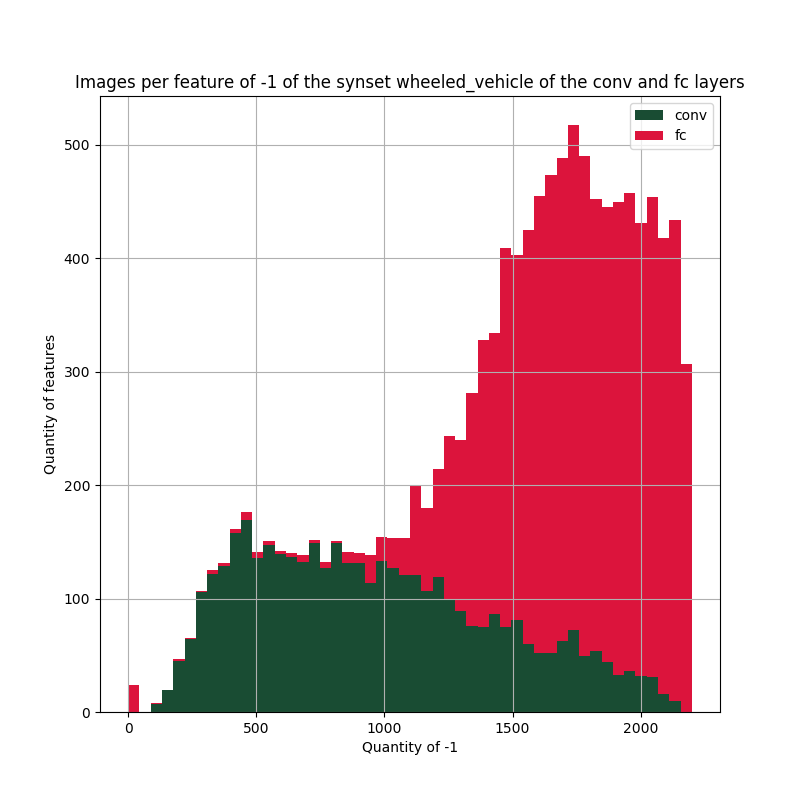 Images per feature of -1 of the synset wheeled_vehicle of the conv and fc layers
conv
fc
500
400
300
200
100
0
Quantity of features
0 500 1000 1500 2000
Quantity of -1